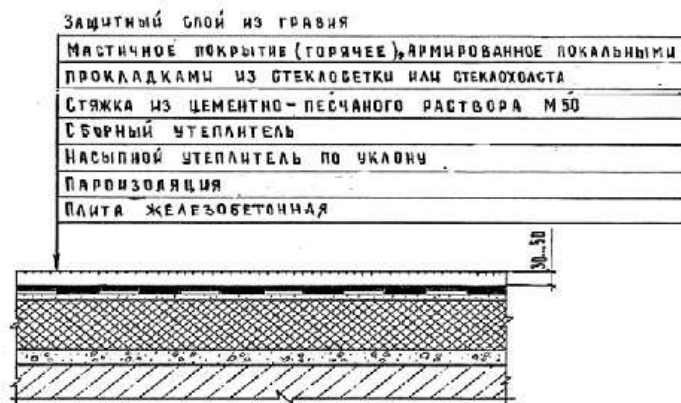 Защитный слой из гравия
Мастичное покрытие (горячее), армированное локальными
прокладками из стеклосетки или стеклохолста
Стяжка из цементно-песчаного раствора М50
Сборный утеплитель
Насыпной утеплитель по уклону
Пароизоляция
Плита железобетонная
30...50